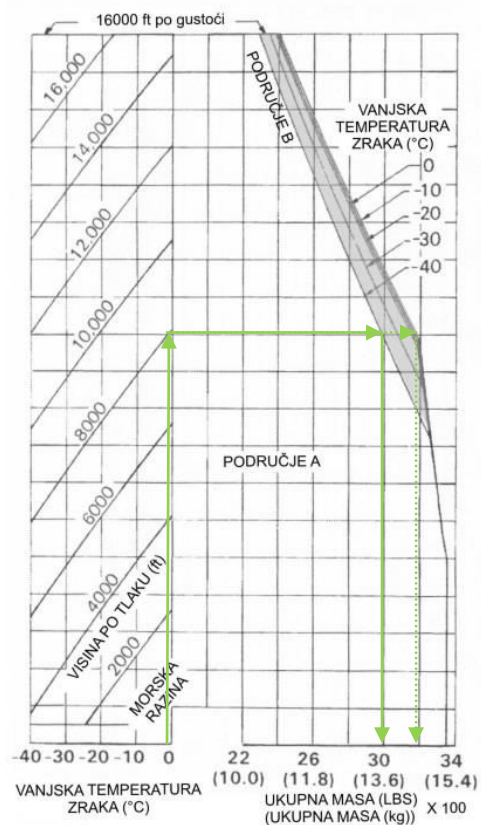 16000 ft po gustoći
16,000
14,000
12,000
10,000
8000
6000
4000
2000
VISINA PO TLAKU (ft)
MORSKA
RAZINA
PODRUČJE B
VANJSKA
TEMPERATURA
ZRAKA (°C)
0
-10
-20
-30
-40
PODRUČJE A
-40 -30 -20 -10 0
VANJSKA TEMPERATURA
ZRAKA (°C)
22 26 30 34
(10.0) (11.8) (13.6) (15.4)
UKUPNA MASA (LBS) X 100
(UKUPNA MASA (kg))